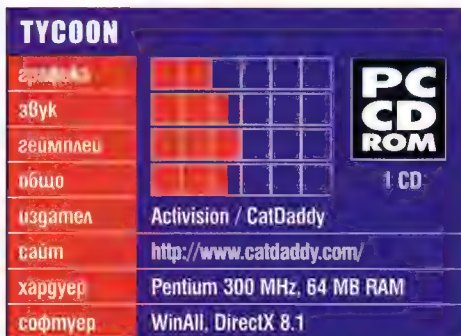 TYCOON
графика
звук
геймплей
общо
PC
CD
ROM
1 CD
издател Activision / CatDaddy
сайт http://www.catdaddy.com/
хардуер Pentium 300 MHz, 64 MB RAM
софтуер WinAll, DirectX 8.1